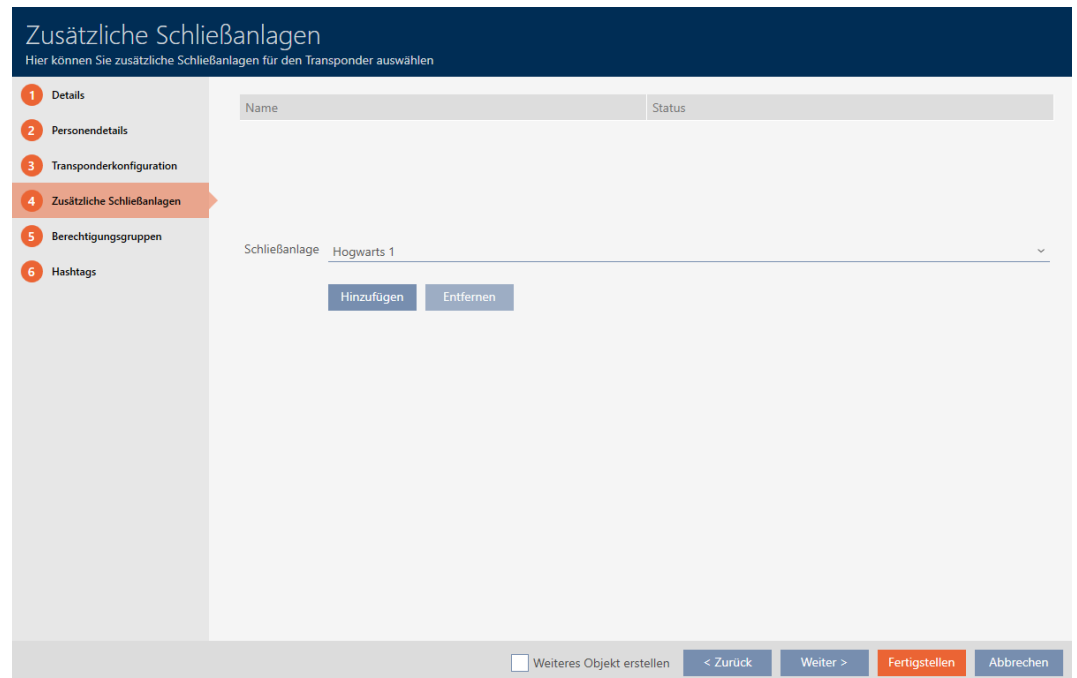 Zusätzliche Schließanlagen
Hier können Sie zusätzliche Schließanlagen für den Transponder auswählen
1 Details
2 Personendetails
3 Transponderkonfiguration
4 Zusätzliche Schließanlagen
5 Berechtigungsgruppen
6 Hashtags
Name Status
Schließanlage Hogwarts 1
Hinzufügen Entfernen
Weiteres Objekt erstellen < Zurück Weiter > Fertigstellen Abbrechen